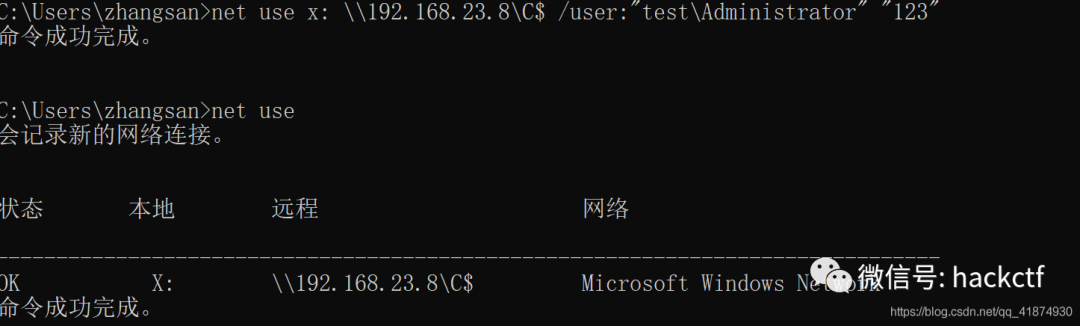 C:\Users\zhangsan>net use x: \\192.168.23.8\C$ /user:"test\Administrator" "123"
命令成功完成。
C:\Users\zhangsan>net use
会记录新的网络连接。
状态 本地 远程 网络
-------------------------------------------------------------------------------
OK X: \\192.168.23.8\C$ Microsoft Windows Network
命令成功完成。
微信号: hackctf
https://blog.csdn.net/qq_41874930